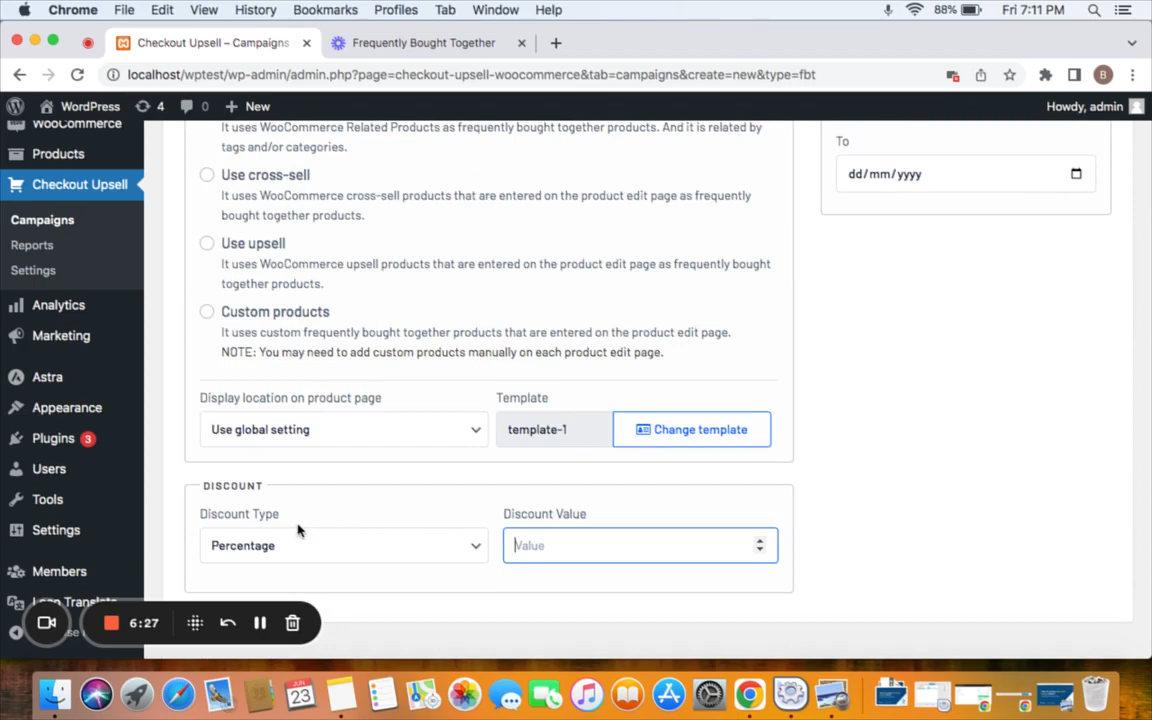 Chrome File Edit View History Bookmarks Profiles Tab Window Help 88% Fri 7:11 PM
Checkout Upsell – Campaigns Frequently Bought Together
localhost/wptest/wp-admin/admin.php?page=checkout-upsell-woocommerce&tab=campaigns&create=new&type=fbt B
WordPress 4 0 New Howdy, admin
WooCommerce
Products
Checkout Upsell
Campaigns
Reports
Settings
Analytics
Marketing
Astra
Appearance
Plugins 3
Users
Tools
Settings
Members
Loco Translate
It uses WooCommerce Related Products as frequently bought together products. And it is related by
tags and/or categories.
Use cross-sell
It uses WooCommerce cross-sell products that are entered on the product edit page as frequently
bought together products.
Use upsell
It uses WooCommerce upsell products that are entered on the product edit page as frequently bought
together products.
Custom products
It uses custom frequently bought together products that are entered on the product edit page.
NOTE: You may need to add custom products manually on each product edit page.
Display location on product page Template
Use global setting template-1 Change template
DISCOUNT
Discount Type Discount Value
Percentage Value
To
dd/mm/yyyy
6:27
JUN
23